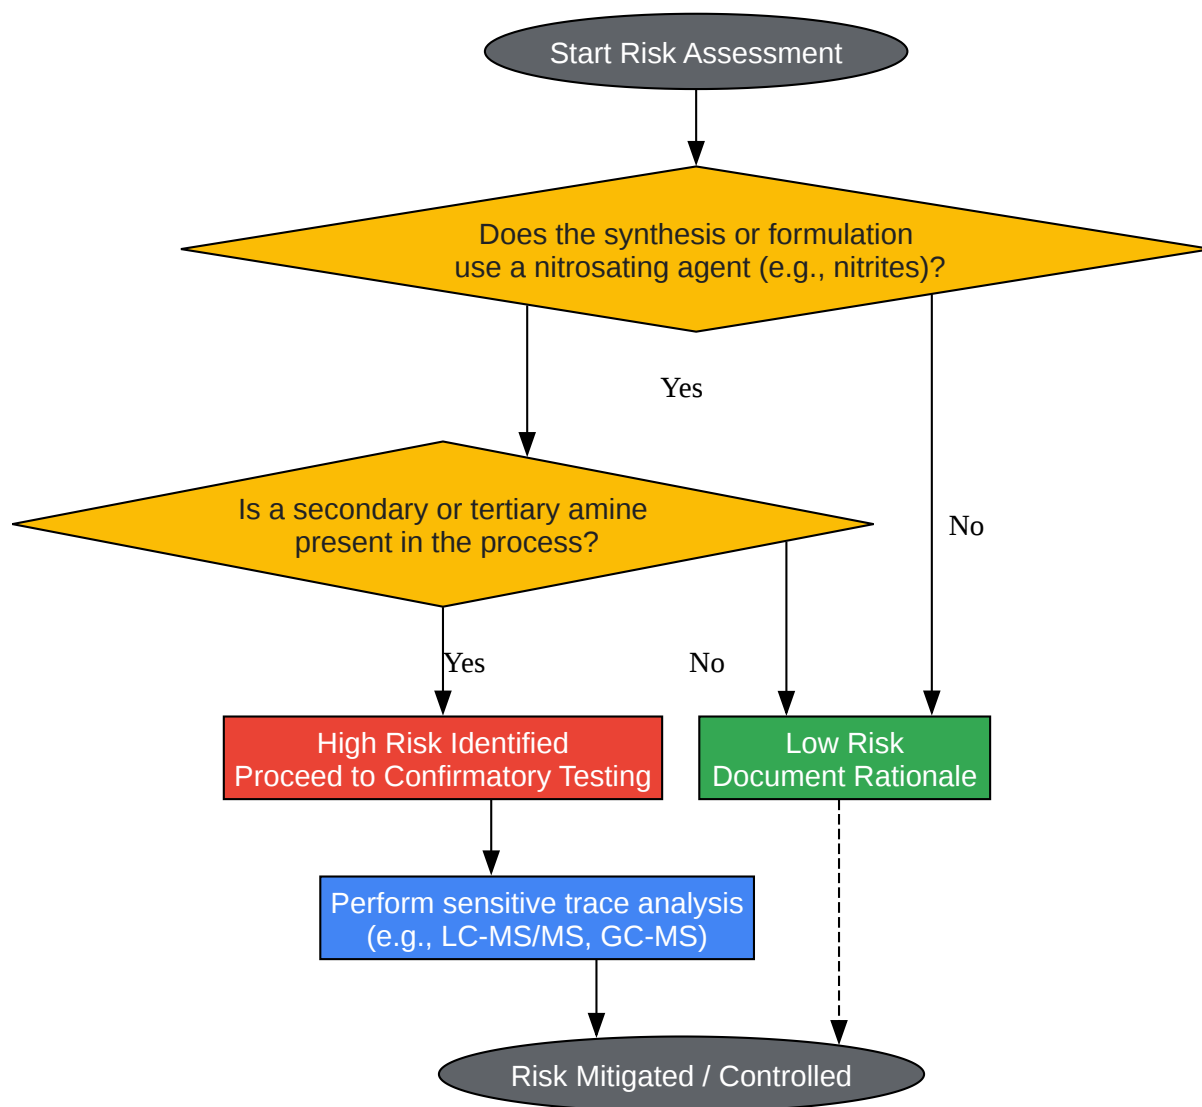 Start Risk Assessment
Does the synthesis or formulation
use a nitrosating agent (e.g., nitrites)?
Yes
Is a secondary or tertiary amine
present in the process?
No
Yes
No
High Risk Identified
Proceed to Confirmatory Testing
Low Risk
Document Rationale
Perform sensitive trace analysis
(e.g., LC-MS/MS, GC-MS)
Risk Mitigated / Controlled